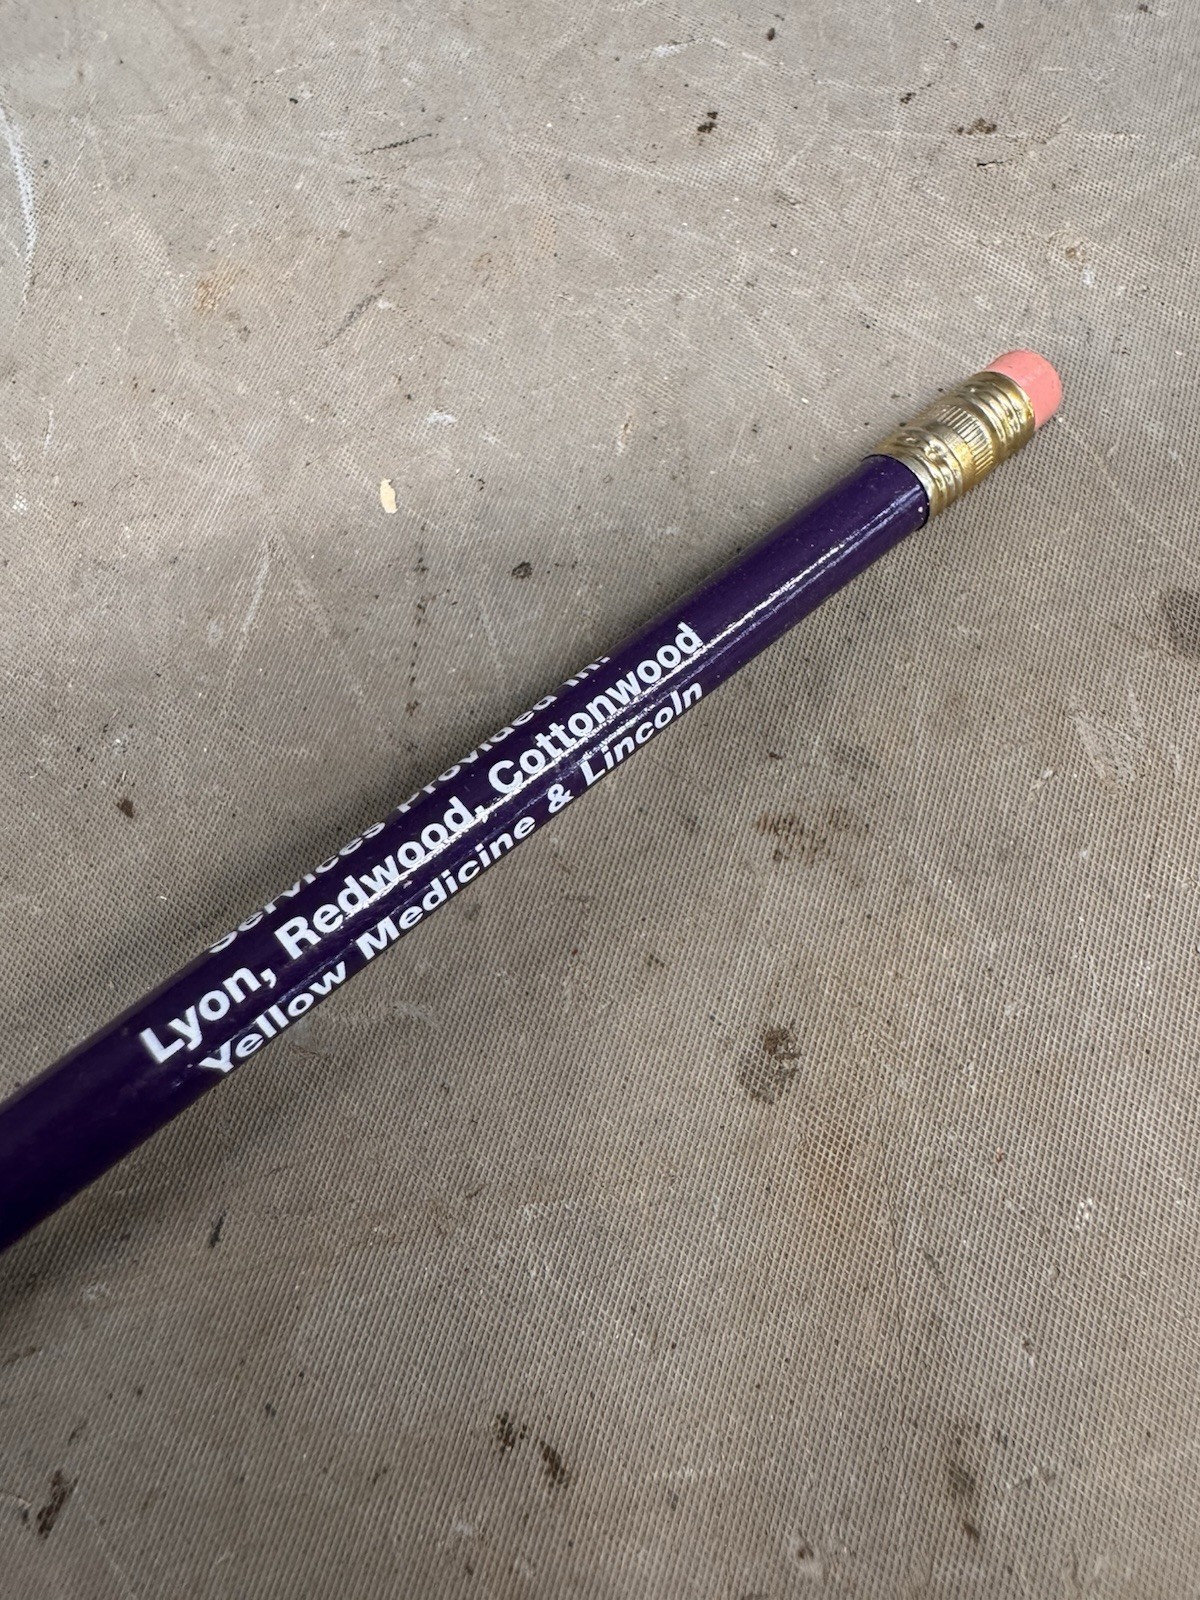 Services Provided In:
Lyon, Redwood, Cottonwood
Yellow Medicine & Lincoln